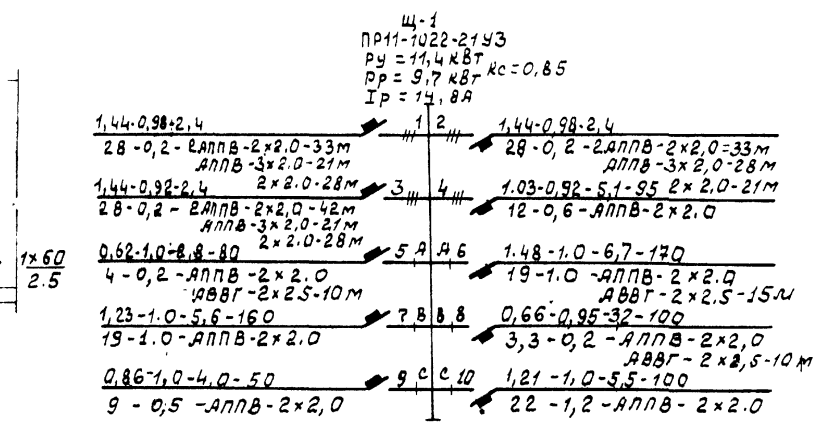 Щ-1
ПР11-1022-21У3
Ру = 11,4 кВт
Рр = 9,7 кВт Кс = 0,85
Iр = 14,8А
1,44-0,98-2,4 1 2 1,44-0,98-2,4
28-0,2-2АППВ-2×2.0-33м 28-0,2-2АППВ-2×2,0=33м
АППВ-3×2.0-21м АППВ-3×2,0-28м
2×2.0-28м 2×2.0-21м
1,44-0,92-2,4 3 4 1.03-0,92-5,1-95
28-0,2-2АППВ-2×2,0-42м 12-0,6-АППВ-2×2.0
АППВ-3×2,0-21м
2×2.0-28м
0,62-1,0-2,8-80 5 А А 6 1.48-1.0-6,7-170
1×60
2.5
4-0,2-АППВ-2×2.0 19-1.0-АППВ-2×2.0
АВВГ-2×2.5-10м АВВГ-2×2,5-15м
1,23-1.0-5,6-160 7 В В 8 0,66-0,95-32-100
19-1.0-АППВ-2×2.0 3,3-0,2-АППВ-2×2,0
АВВГ-2×2,5-10м
0,86-1,0-4,0-50 9 С С 10 1,21-1,0-5,5-100
9-0,5-АППВ-2×2,0 22-1,2-АППВ-2×2.0